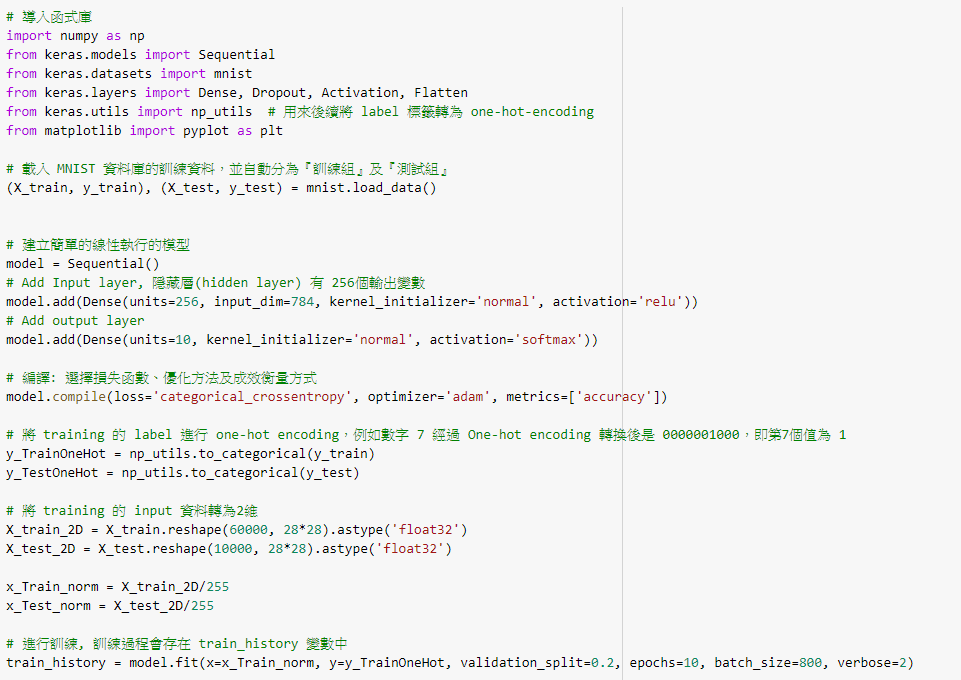 # 導入函式庫
import numpy as np
from keras.models import Sequential
from keras.datasets import mnist
from keras.layers import Dense, Dropout, Activation, Flatten
from keras.utils import np_utils  # 用來後續將 label 標籤轉為 one-hot-encoding
from matplotlib import pyplot as plt
# 載入 MNIST 資料庫的訓練資料，並自動分為『訓練組』及『測試組』
(X_train, y_train), (X_test, y_test) = mnist.load_data()
# 建立簡單的線性執行的模型
model = Sequential()
# Add Input layer, 隱藏層(hidden layer) 有 256個輸出變數
model.add(Dense(units=256, input_dim=784, kernel_initializer='normal', activation='relu'))
# Add output layer
model.add(Dense(units=10, kernel_initializer='normal', activation='softmax'))
# 編譯: 選擇損失函數、優化方法及成效衡量方式
model.compile(loss='categorical_crossentropy', optimizer='adam', metrics=['accuracy'])
# 將 training 的 label 進行 one-hot encoding，例如數字 7 經過 One-hot encoding 轉換後是 0000001000，即第7個值為 1
y_TrainOneHot = np_utils.to_categorical(y_train)
y_TestOneHot = np_utils.to_categorical(y_test)
# 將 training 的 input 資料轉為2維
X_train_2D = X_train.reshape(60000, 28*28).astype('float32')
X_test_2D = X_test.reshape(10000, 28*28).astype('float32')
x_Train_norm = X_train_2D/255
x_Test_norm = X_test_2D/255
# 進行訓練, 訓練過程會存在 train_history 變數中
train_history = model.fit(x=x_Train_norm, y=y_TrainOneHot, validation_split=0.2, epochs=10, batch_size=800, verbose=2)